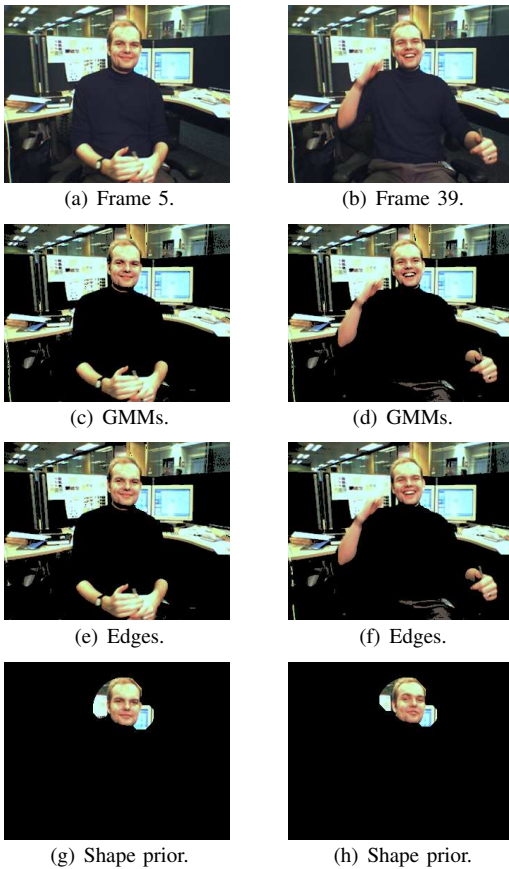 (a) Frame 5.
(b) Frame 39.
(c) GMMs.
(d) GMMs.
(e) Edges.
(f) Edges.
(g) Shape prior.
(h) Shape prior.